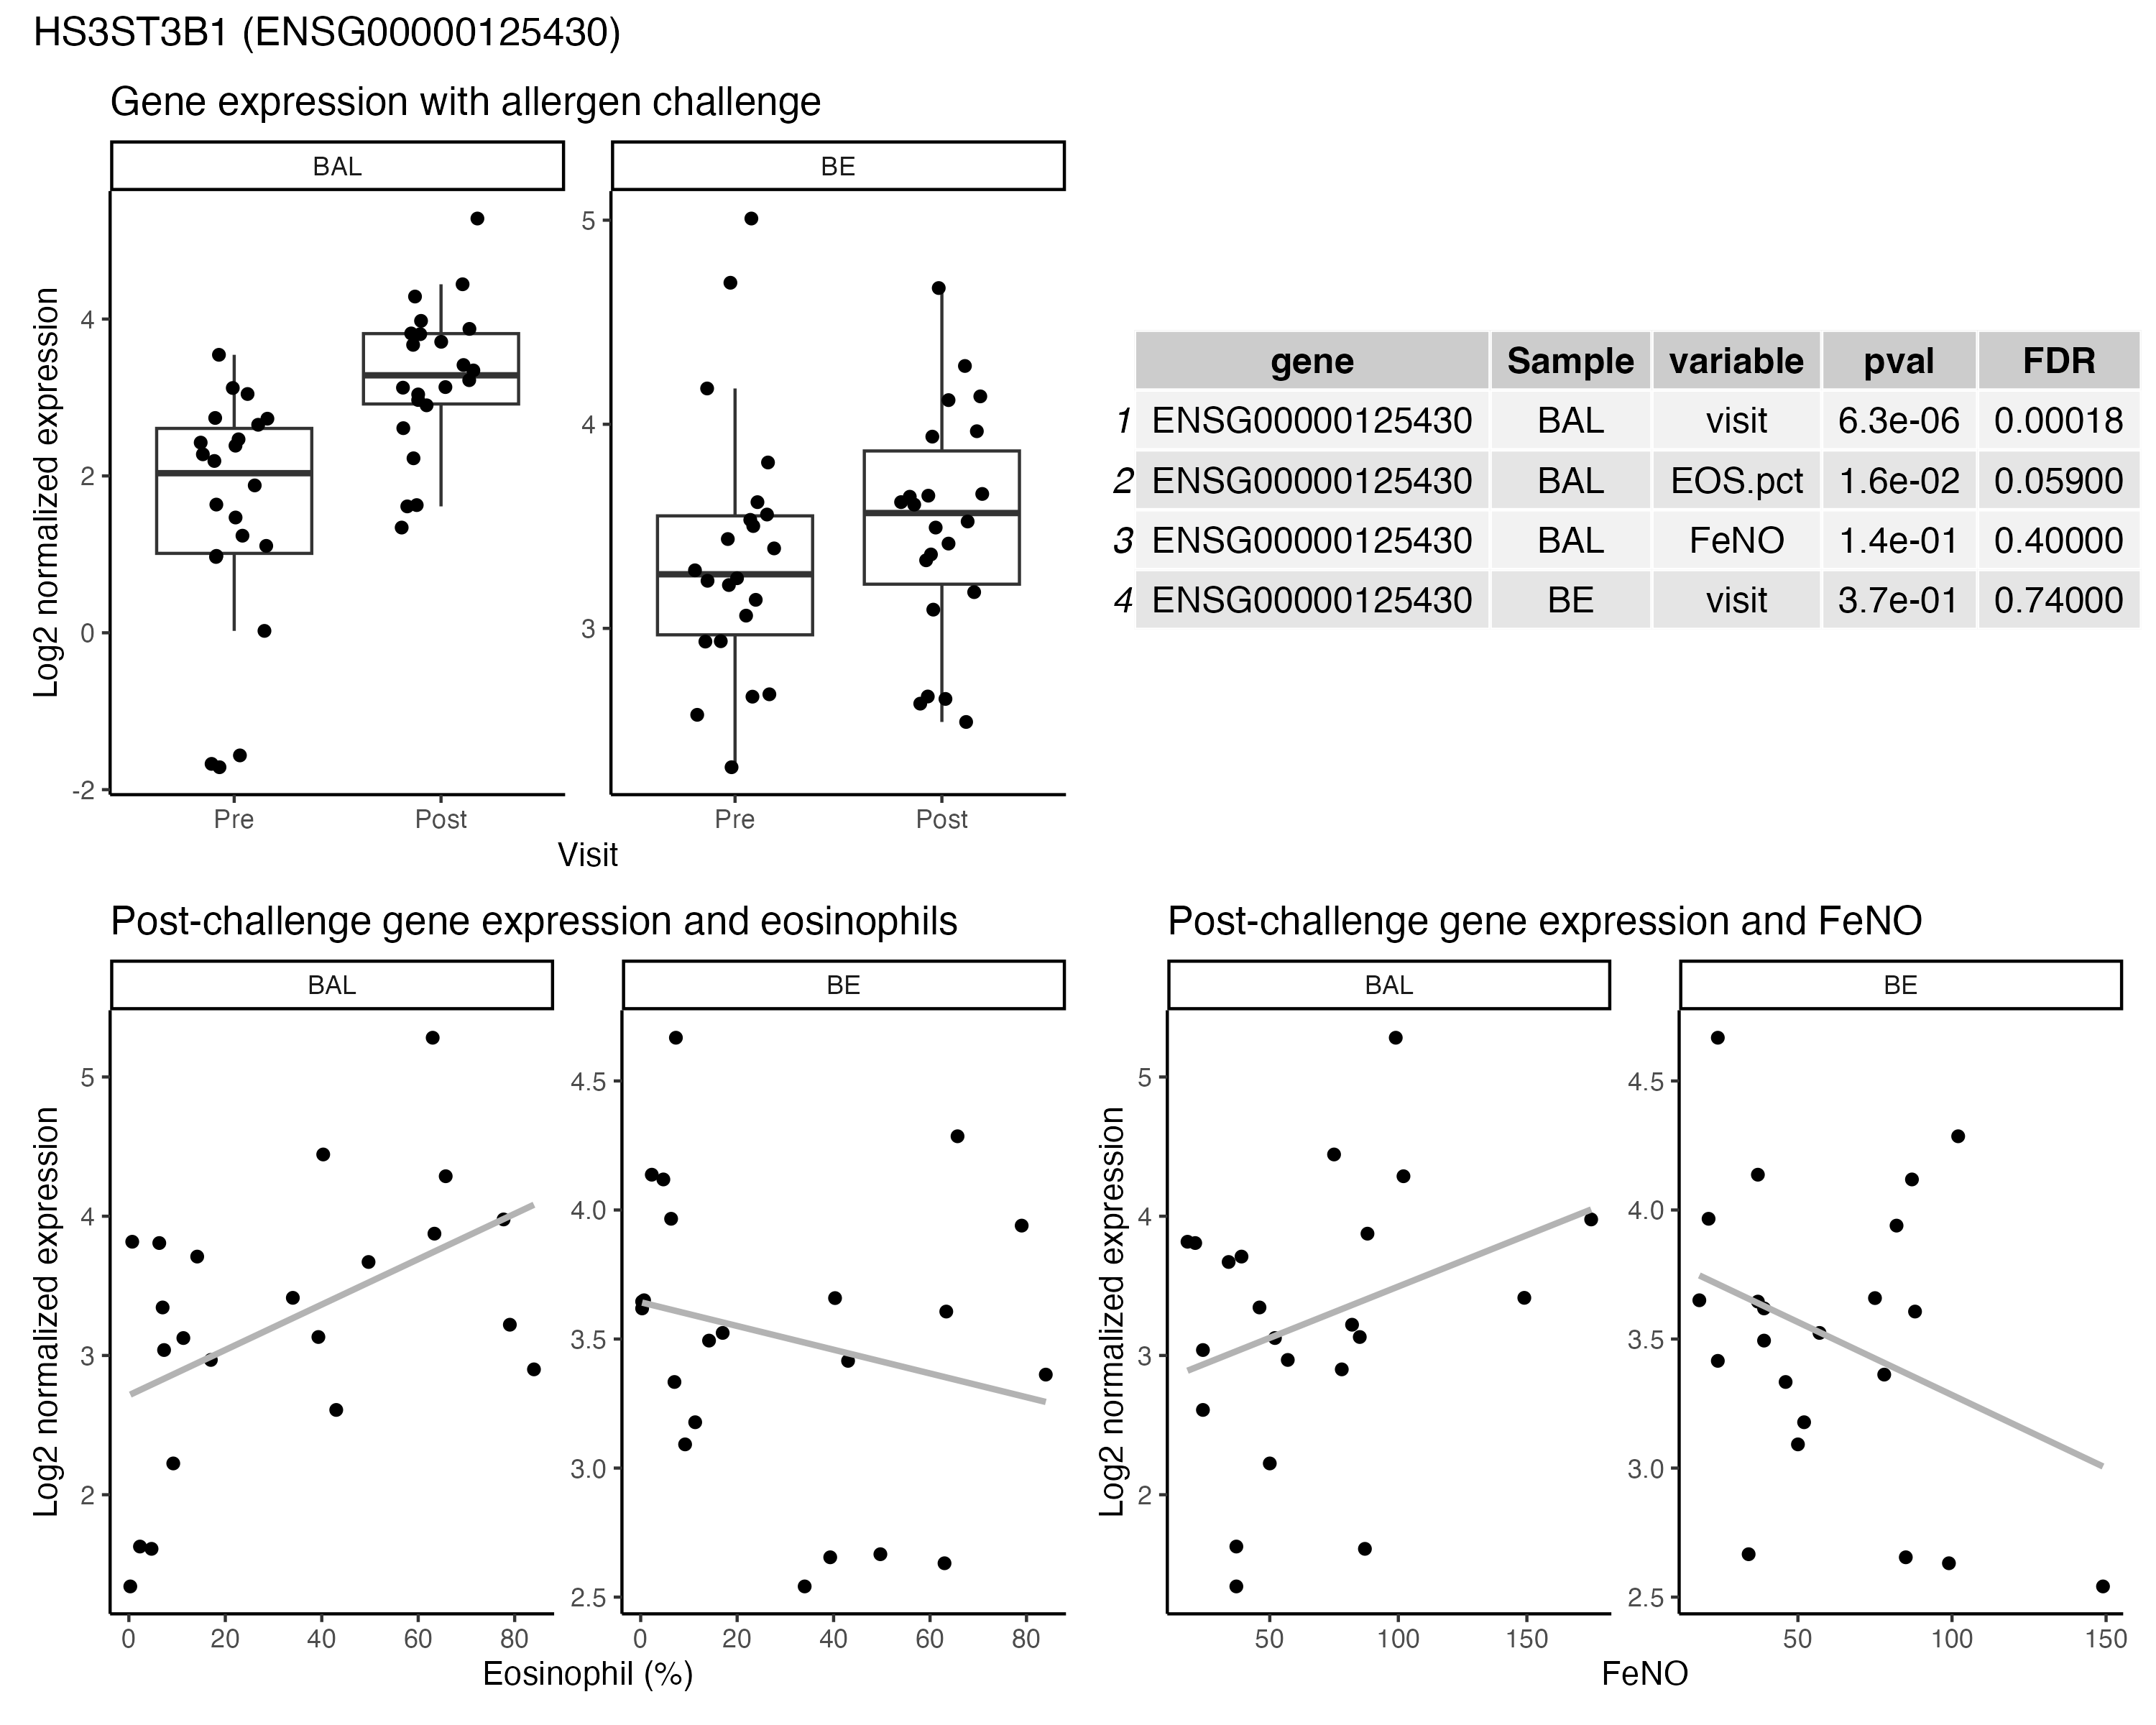 HS3ST3B1 (ENSG00000125430)
Gene expression with allergen challenge
BAL
BE
Log2 normalized expression
4
2
0
-2
5
4
3
Pre
Post
Pre
Post
Visit
gene Sample variable pval FDR
1 ENSG00000125430 BAL visit 6.3e-06 0.00018
2 ENSG00000125430 BAL EOS.pct 1.6e-02 0.05900
3 ENSG00000125430 BAL FeNO 1.4e-01 0.40000
4 ENSG00000125430 BE visit 3.7e-01 0.74000
Post-challenge gene expression and eosinophils
BAL
BE
Log2 normalized expression
5
4
3
2
4.5
4.0
3.5
3.0
2.5
0 20 40 60 80
0 20 40 60 80
Eosinophil (%)
Post-challenge gene expression and FeNO
BAL
BE
Log2 normalized expression
5
4
3
2
4.5
4.0
3.5
3.0
2.5
50 100 150
50 100 150
FeNO